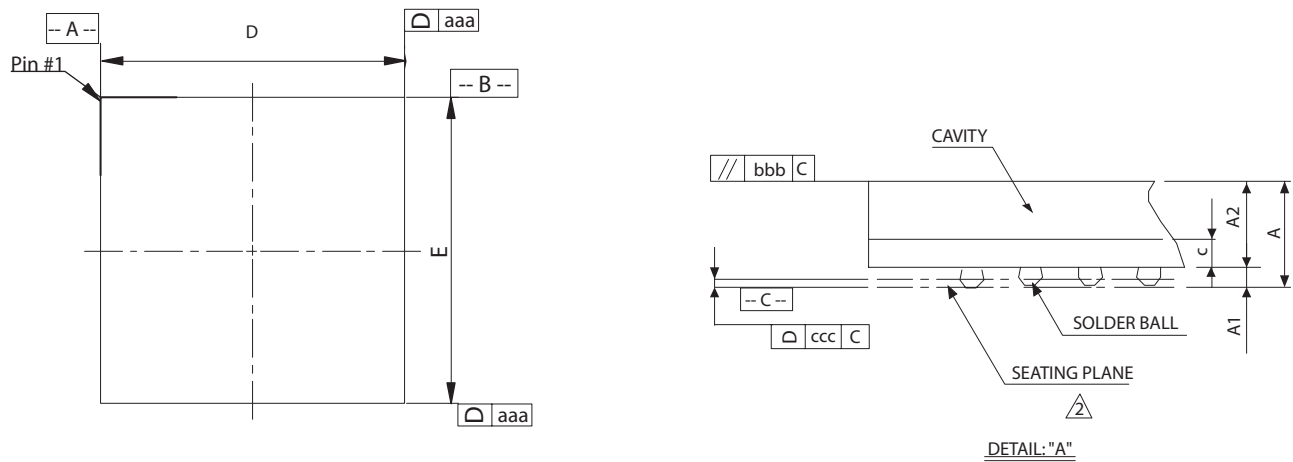 -- A --
D
D aaa
Pin #1
-- B --
E
D aaa
CAVITY
// bbb C
A2
A
c
-- C --
SOLDER BALL
A1
D ccc C
SEATING PLANE
2
DETAIL: "A"